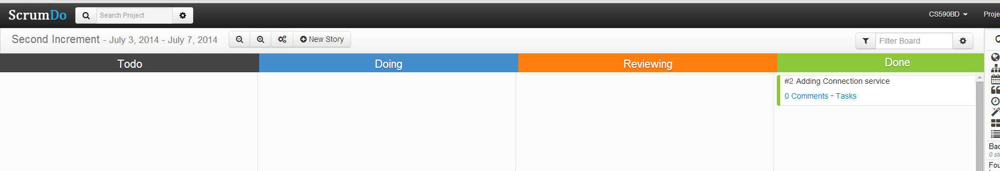 ScrumDo Search Project CS590BD Proje
Second Increment - July 3, 2014 - July 7, 2014 New Story Filter Board
Todo Doing Reviewing Done
#2 Adding Connection service
0 Comments - Tasks
Bac
0 sto
Fou